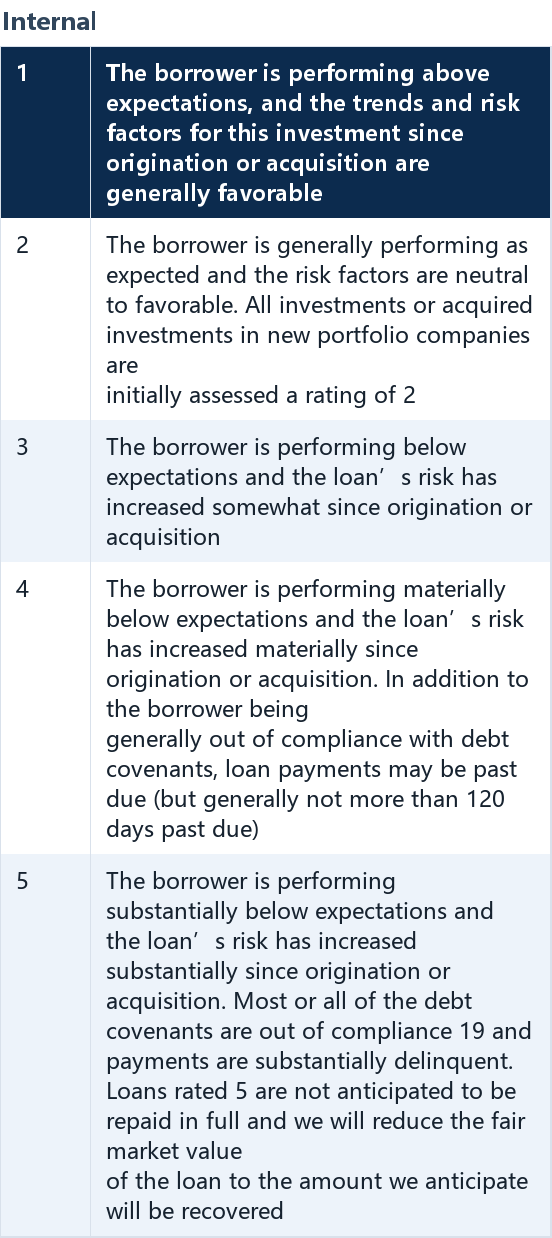 Internal
1
The borrower is performing above
expectations, and the trends and risk
factors for this investment since
origination or acquisition are
generally favorable
2
The borrower is generally performing as
expected and the risk factors are neutral
to favorable. All investments or acquired
investments in new portfolio companies
are
initially assessed a rating of 2
3
The borrower is performing below
expectations and the loan’s risk has
increased somewhat since origination or
acquisition
4
The borrower is performing materially
below expectations and the loan’s risk
has increased materially since
origination or acquisition. In addition to
the borrower being
generally out of compliance with debt
covenants, loan payments may be past
due (but generally not more than 120
days past due)
5
The borrower is performing
substantially below expectations and
the loan’s risk has increased
substantially since origination or
acquisition. Most or all of the debt
covenants are out of compliance 19 and
payments are substantially delinquent.
Loans rated 5 are not anticipated to be
repaid in full and we will reduce the fair
market value
of the loan to the amount we anticipate
will be recovered